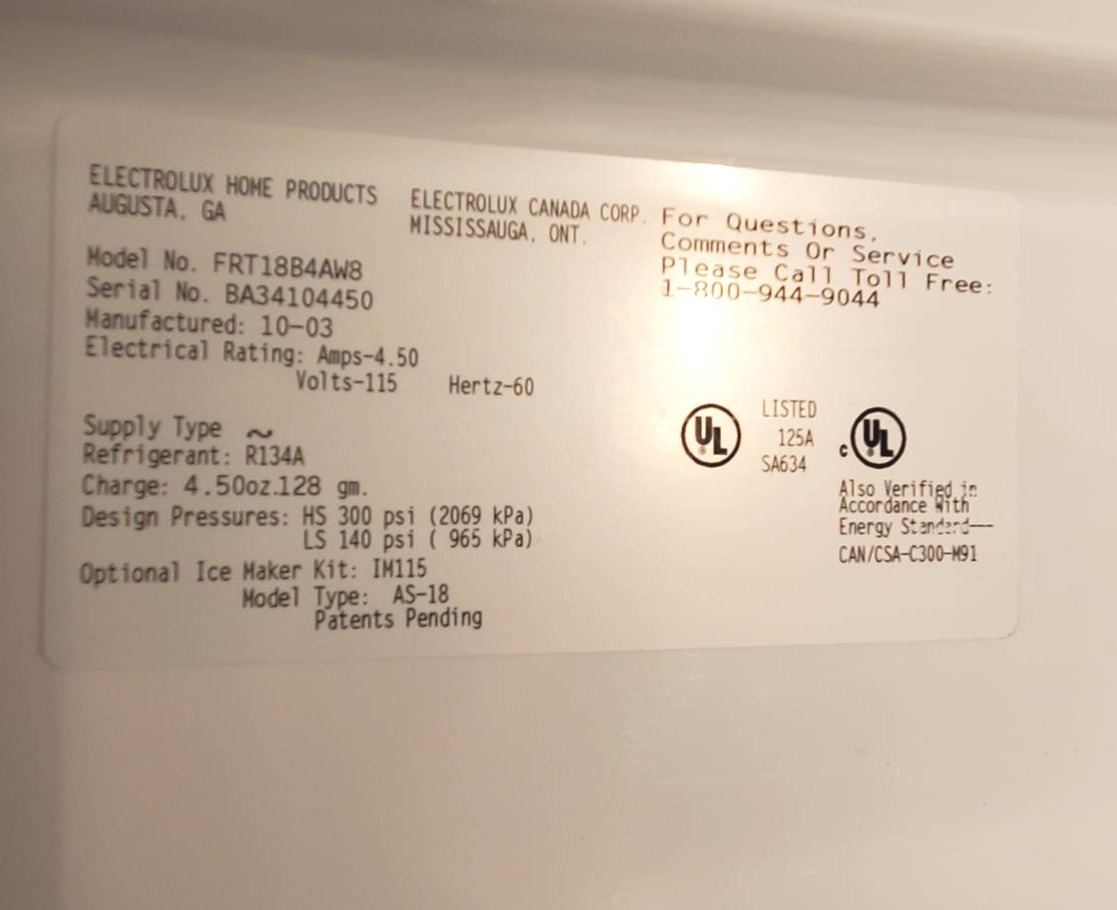 ELECTROLUX HOME PRODUCTS
AUGUSTA, GA
ELECTROLUX CANADA CORP.
MISSISSAUGA, ONT.
For Questions,
Comments Or Service
Please Call Toll Free:
1-800-944-9044
Model No. FRT18B4AW8
Serial No. BA34104450
Manufactured: 10-03
Electrical Rating: Amps-4.50
Volts-115 Hertz-60
Supply Type ~
Refrigerant: R134A
Charge: 4.50oz.128 gm.
Design Pressures: HS 300 psi (2069 kPa)
LS 140 psi ( 965 kPa)
Optional Ice Maker Kit: IM115
Model Type: AS-18
Patents Pending
UL ®
LISTED
125A
SA634
c UL ®
Also Verified in
Accordance With
Energy Standard—
CAN/CSA-C300-M91